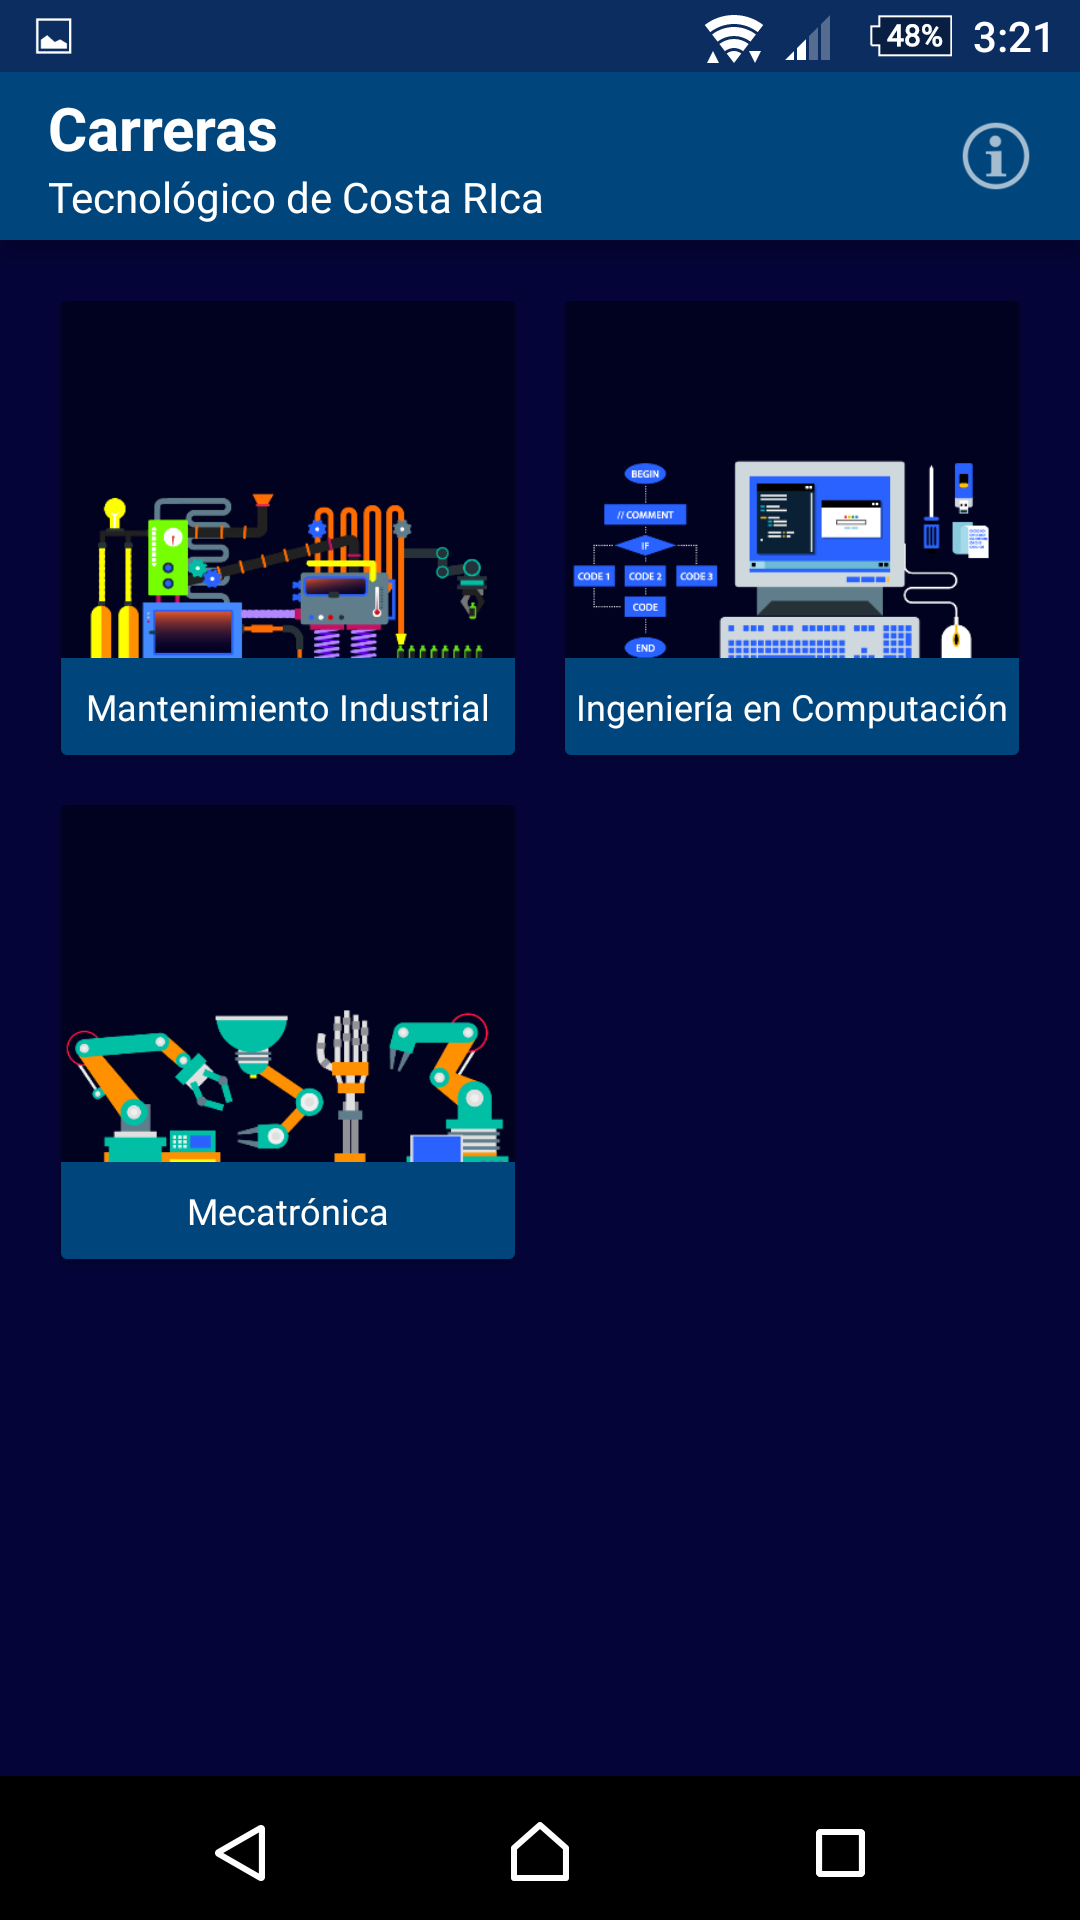 48% 3:21
Carreras
Tecnológico de Costa RIca
BEGIN
// COMMENT
IF
CODE 1 CODE 2 CODE 3
CODE
END
Mantenimiento Industrial
Ingeniería en Computación
Mecatrónica